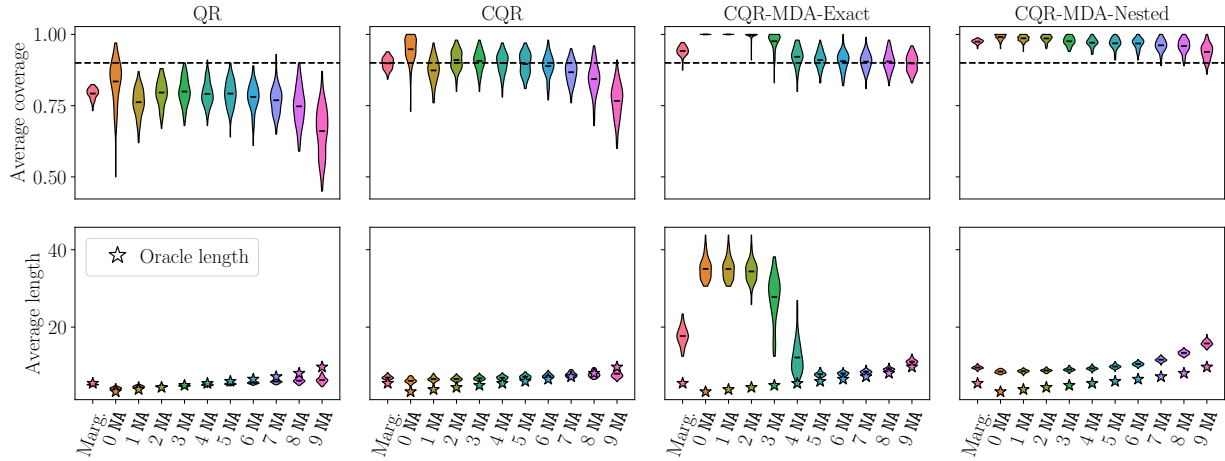 QR
CQR
CQR-MDA-Exact
CQR-MDA-Nested
Average coverage
1.00
0.75
0.50
Average length
40
20
Oracle length
Marg.
0 NA
1 NA
2 NA
3 NA
4 NA
5 NA
6 NA
7 NA
8 NA
9 NA
Marg.
0 NA
1 NA
2 NA
3 NA
4 NA
5 NA
6 NA
7 NA
8 NA
9 NA
Marg.
0 NA
1 NA
2 NA
3 NA
4 NA
5 NA
6 NA
7 NA
8 NA
9 NA
Marg.
0 NA
1 NA
2 NA
3 NA
4 NA
5 NA
6 NA
7 NA
8 NA
9 NA